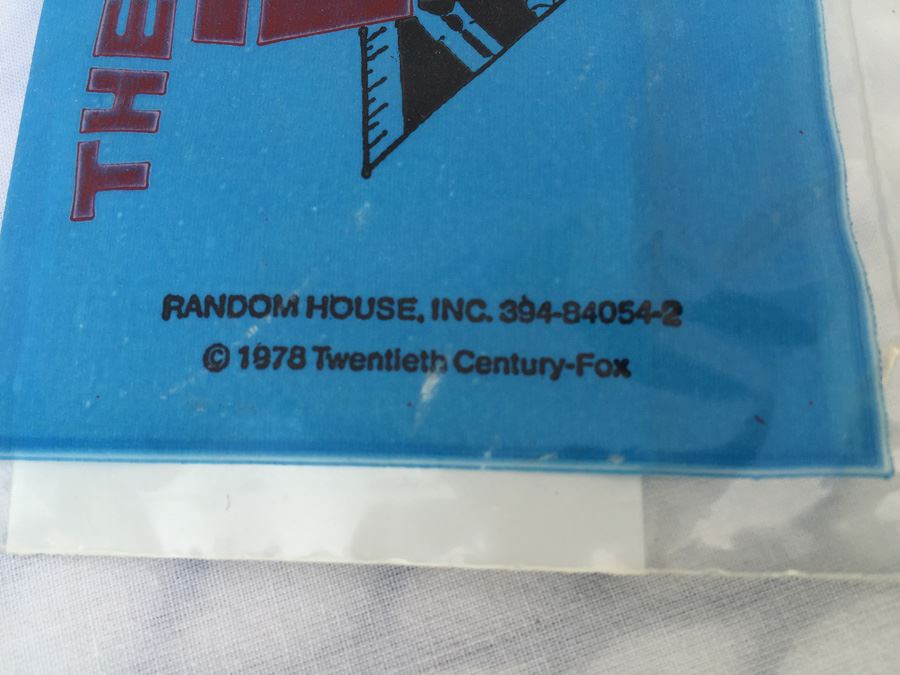 THE
RANDOM HOUSE, INC. 394-84054-2
© 1978 Twentieth Century-Fox